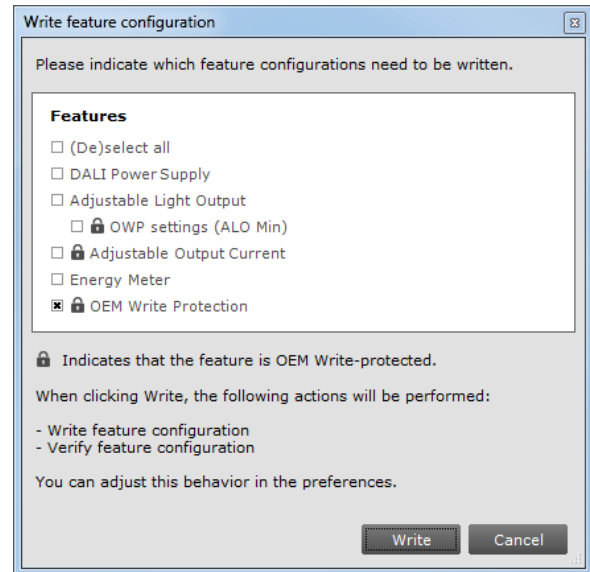 Write feature configuration
Please indicate which feature configurations need to be written.
Features
(De)select all
DALI Power Supply
Adjustable Light Output
OWP settings (ALO Min)
Adjustable Output Current
Energy Meter
OEM Write Protection
Indicates that the feature is OEM Write-protected.
When clicking Write, the following actions will be performed:
- Write feature configuration
- Verify feature configuration
You can adjust this behavior in the preferences.
Write Cancel